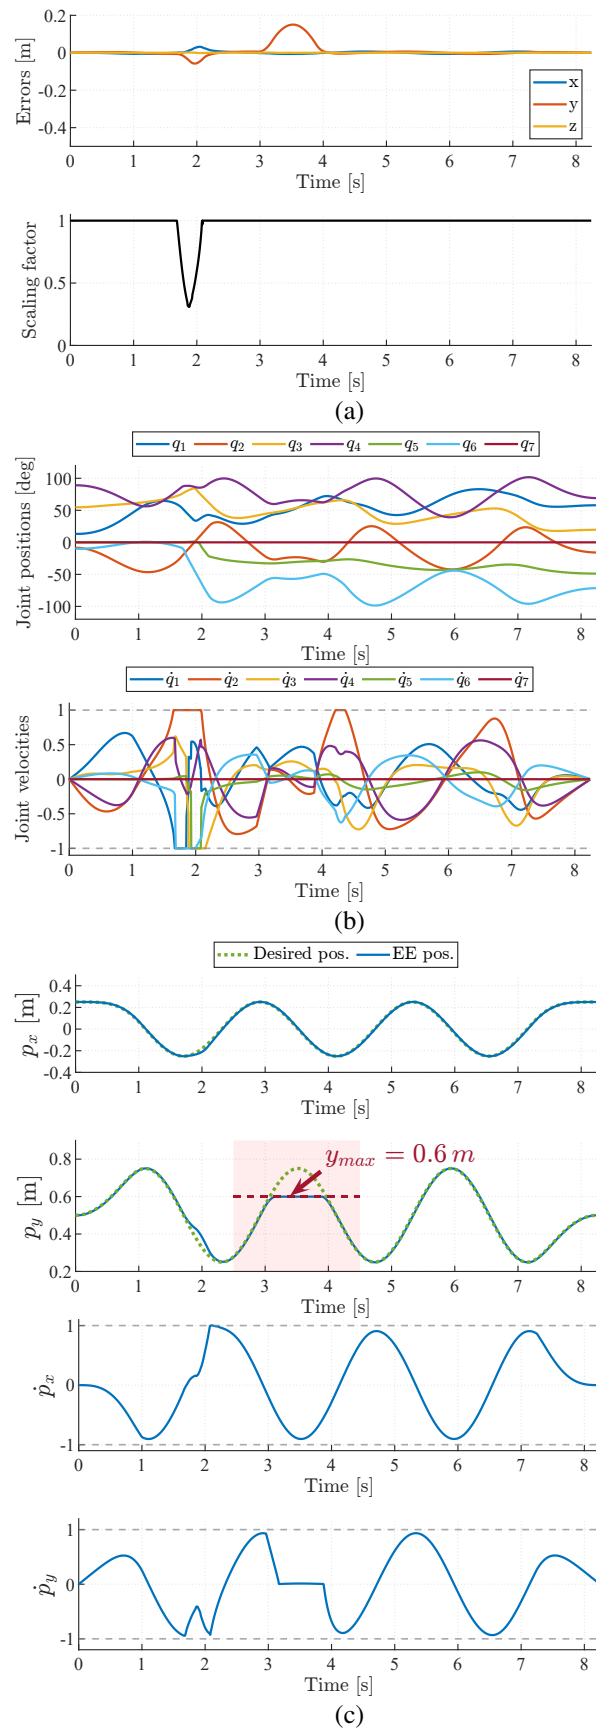 0.2
0
-0.2
-0.4
Errors [m]
x
y
z
0 1 2 3 4 5 6 7 8
Time [s]
1
0.5
0
Scaling factor
0 1 2 3 4 5 6 7 8
Time [s]
(a)
q₁ q₂ q₃ q₄ q₅ q₆ q₇
100
50
0
-50
-100
Joint positions [deg]
0 1 2 3 4 5 6 7 8
Time [s]
q̇₁ q̇₂ q̇₃ q̇₄ q̇₅ q̇₆ q̇₇
1
0.5
0
-0.5
-1
Joint velocities
0 1 2 3 4 5 6 7 8
Time [s]
(b)
Desired pos. EE pos.
0.4
0.2
0
-0.2
-0.4
pₓ [m]
0 1 2 3 4 5 6 7 8
Time [s]
y_max = 0.6 m
0.8
0.6
0.4
0.2
p_y [m]
0 1 2 3 4 5 6 7 8
Time [s]
1
0
-1
ṗₓ
0 1 2 3 4 5 6 7 8
Time [s]
1
0
-1
ṗ_y
0 1 2 3 4 5 6 7 8
Time [s]
(c)